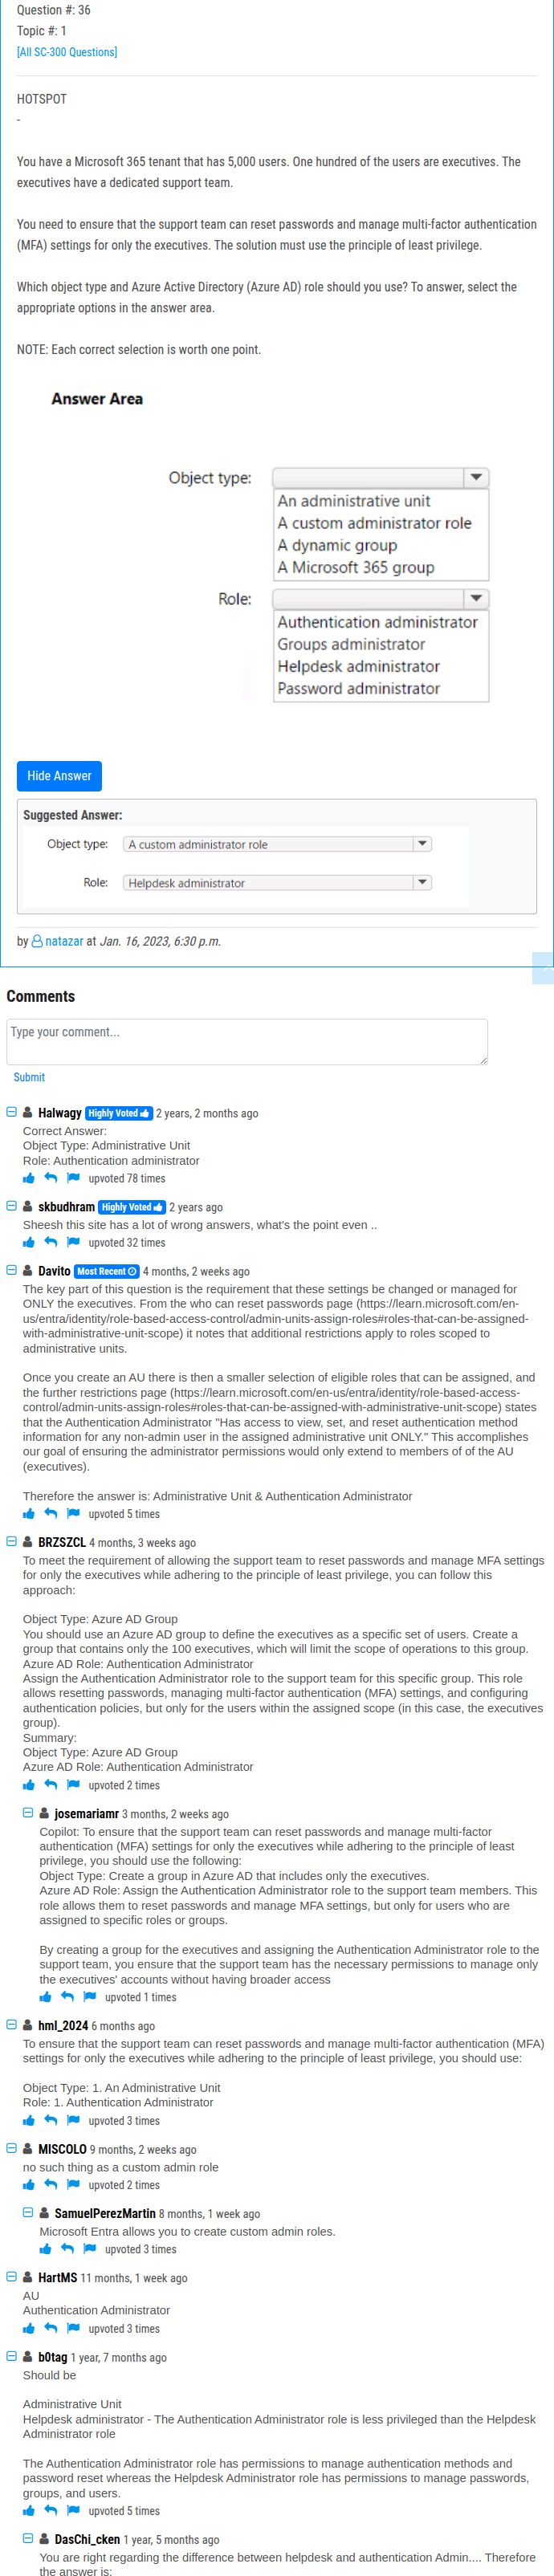 Question #: 36
Topic #: 1
[All SC-300 Questions]
HOTSPOT
-
You have a Microsoft 365 tenant that has 5,000 users. One hundred of the users are executives. The
executives have a dedicated support team.
You need to ensure that the support team can reset passwords and manage multi-factor authentication
(MFA) settings for only the executives. The solution must use the principle of least privilege.
Which object type and Azure Active Directory (Azure AD) role should you use? To answer, select the
appropriate options in the answer area.
NOTE: Each correct selection is worth one point.
Answer Area
Object type:
An administrative unit
A custom administrator role
A dynamic group
A Microsoft 365 group
Role:
Authentication administrator
Groups administrator
Helpdesk administrator
Password administrator
Hide Answer
Suggested Answer:
Object type: A custom administrator role
Role: Helpdesk administrator
by natazar at Jan. 16, 2023, 6:30 p.m.
Comments
Type your comment...
Submit
Halwagy Highly Voted 2 years, 2 months ago
Correct Answer:
Object Type: Administrative Unit
Role: Authentication administrator
upvoted 78 times
skbudhram Highly Voted 2 years ago
Sheesh this site has a lot of wrong answers, what's the point even ..
upvoted 32 times
Davito Most Recent 4 months, 2 weeks ago
The key part of this question is the requirement that these settings be changed or managed for
ONLY the executives. From the who can reset passwords page (https://learn.microsoft.com/en-
us/entra/identity/role-based-access-control/admin-units-assign-roles#roles-that-can-be-assigned-
with-administrative-unit-scope) it notes that additional restrictions apply to roles scoped to
administrative units.
Once you create an AU there is then a smaller selection of eligible roles that can be assigned, and
the further restrictions page (https://learn.microsoft.com/en-us/entra/identity/role-based-access-
control/admin-units-assign-roles#roles-that-can-be-assigned-with-administrative-unit-scope) states
that the Authentication Administrator "Has access to view, set, and reset authentication method
information for any non-admin user in the assigned administrative unit ONLY." This accomplishes
our goal of ensuring the administrator permissions would only extend to members of of the AU
(executives).
Therefore the answer is: Administrative Unit & Authentication Administrator
upvoted 5 times
BRZSZCL 4 months, 3 weeks ago
To meet the requirement of allowing the support team to reset passwords and manage MFA settings
for only the executives while adhering to the principle of least privilege, you can follow this
approach:
Object Type: Azure AD Group
You should use an Azure AD group to define the executives as a specific set of users. Create a
group that contains only the 100 executives, which will limit the scope of operations to this group.
Azure AD Role: Authentication Administrator
Assign the Authentication Administrator role to the support team for this specific group. This role
allows resetting passwords, managing multi-factor authentication (MFA) settings, and configuring
authentication policies, but only for the users within the assigned scope (in this case, the executives
group).
Summary:
Object Type: Azure AD Group
Azure AD Role: Authentication Administrator
upvoted 2 times
josemariamr 3 months, 2 weeks ago
Copilot: To ensure that the support team can reset passwords and manage multi-factor
authentication (MFA) settings for only the executives while adhering to the principle of least
privilege, you should use the following:
Object Type: Create a group in Azure AD that includes only the executives.
Azure AD Role: Assign the Authentication Administrator role to the support team members. This
role allows them to reset passwords and manage MFA settings, but only for users who are
assigned to specific roles or groups.
By creating a group for the executives and assigning the Authentication Administrator role to the
support team, you ensure that the support team has the necessary permissions to manage only
the executives' accounts without having broader access
upvoted 1 times
hml_2024 6 months ago
To ensure that the support team can reset passwords and manage multi-factor authentication (MFA)
settings for only the executives while adhering to the principle of least privilege, you should use:
Object Type: 1. An Administrative Unit
Role: 1. Authentication Administrator
upvoted 3 times
MISCOLO 9 months, 2 weeks ago
no such thing as a custom admin role
upvoted 2 times
SamuelPerezMartin 8 months, 1 week ago
Microsoft Entra allows you to create custom admin roles.
upvoted 3 times
HartMS 11 months, 1 week ago
AU
Authentication Administrator
upvoted 3 times
b0tag 1 year, 7 months ago
Should be
Administrative Unit
Helpdesk administrator - The Authentication Administrator role is less privileged than the Helpdesk
Administrator role
The Authentication Administrator role has permissions to manage authentication methods and
password reset whereas the Helpdesk Administrator role has permissions to manage passwords,
groups, and users.
upvoted 5 times
DasChi_cken 1 year, 5 months ago
You are right regarding the difference between helpdesk and authentication Admin.... Therefore
the answer is: